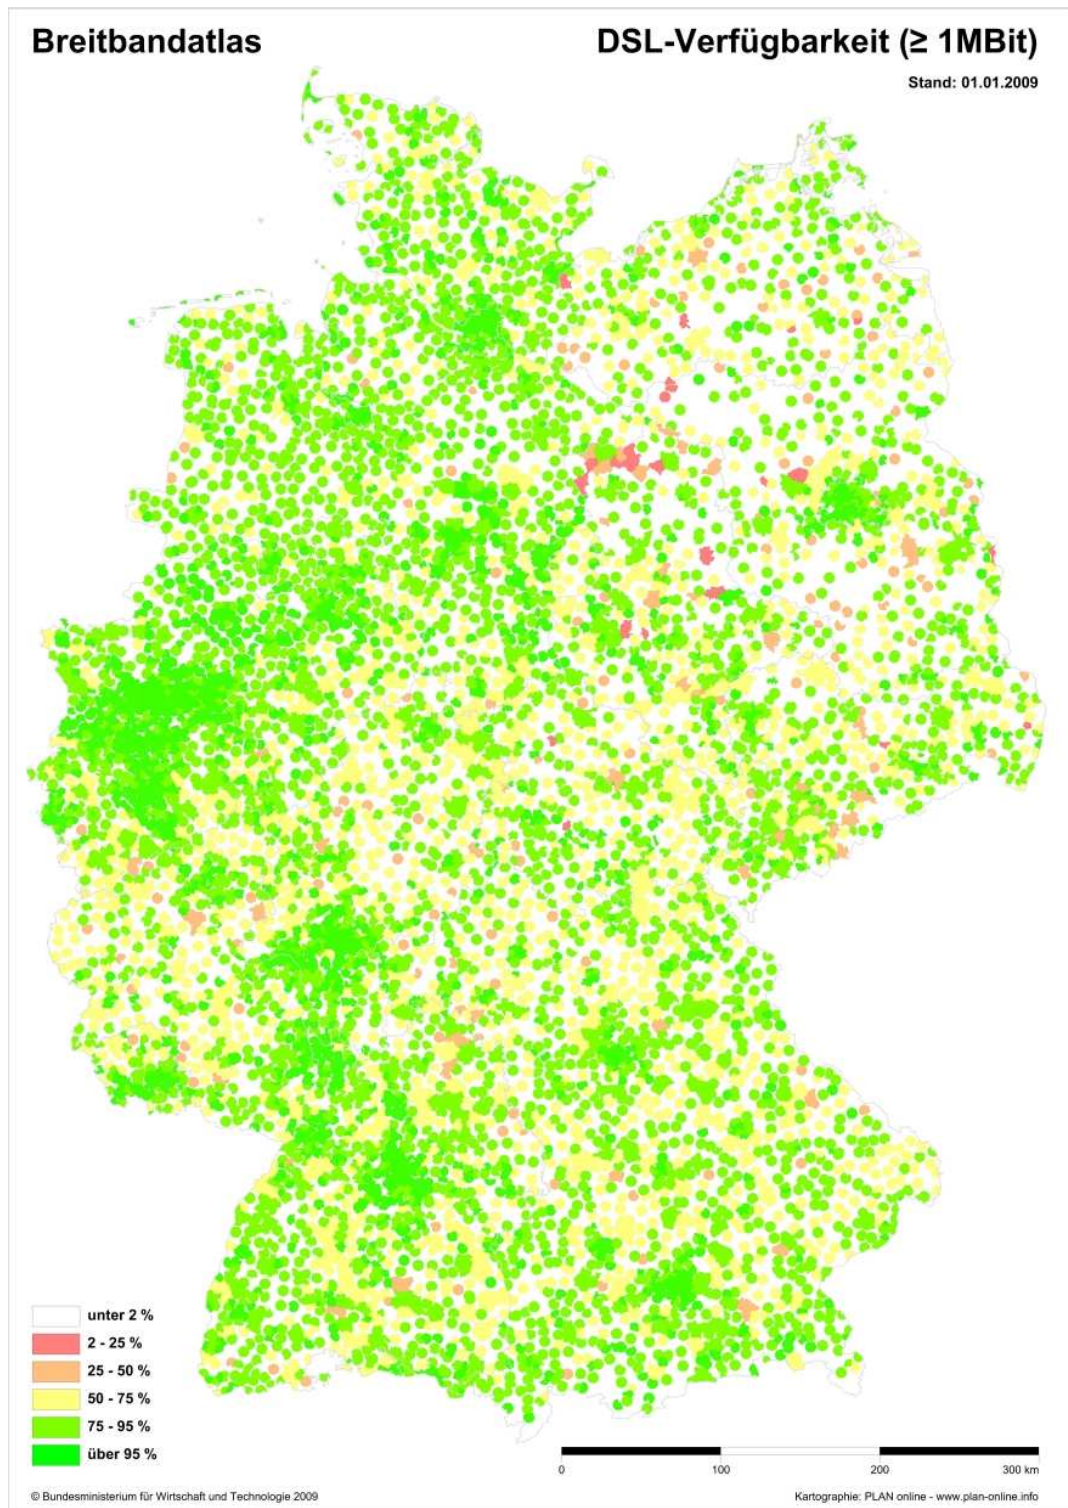 Breitbandatlas
DSL-Verfügbarkeit (≥ 1MBit)
Stand: 01.01.2009
unter 2 %
2 - 25 %
25 - 50 %
50 - 75 %
75 - 95 %
über 95 %
0 100 200 300 km
© Bundesministerium für Wirtschaft und Technologie 2009
Kartographie: PLAN online - www.plan-online.info